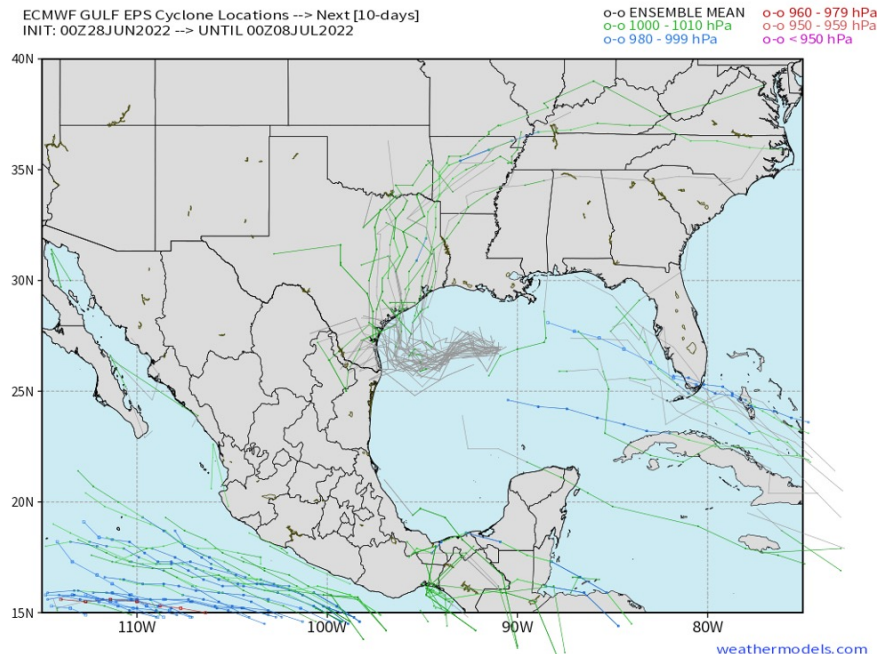 ECMWF GULF EPS Cyclone Locations --> Next [10-days]
INIT: 00Z28JUN2022 --> UNTIL 00Z08JUL2022
o-o ENSEMBLE MEAN
o-o 1000 - 1010 hPa
o-o 980 - 999 hPa
o-o 960 - 979 hPa
o-o 950 - 959 hPa
o-o < 950 hPa
40N
35N
30N
25N
20N
15N
110W 100W 90W 80W
weathermodels.com